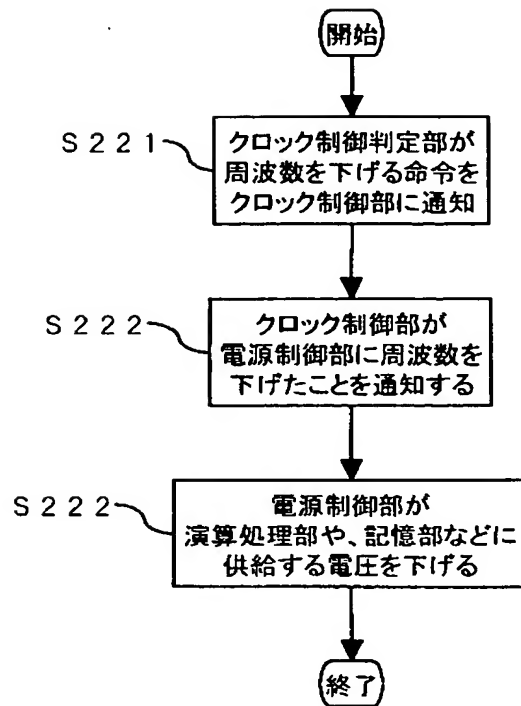 開始
S221
クロック制御判定部が
周波数を下げる命令を
クロック制御部に通知
S222
クロック制御部が
電源制御部に周波数を
下げたことを通知する
S222
電源制御部が
演算処理部や、記憶部などに
供給する電圧を下げる
終了